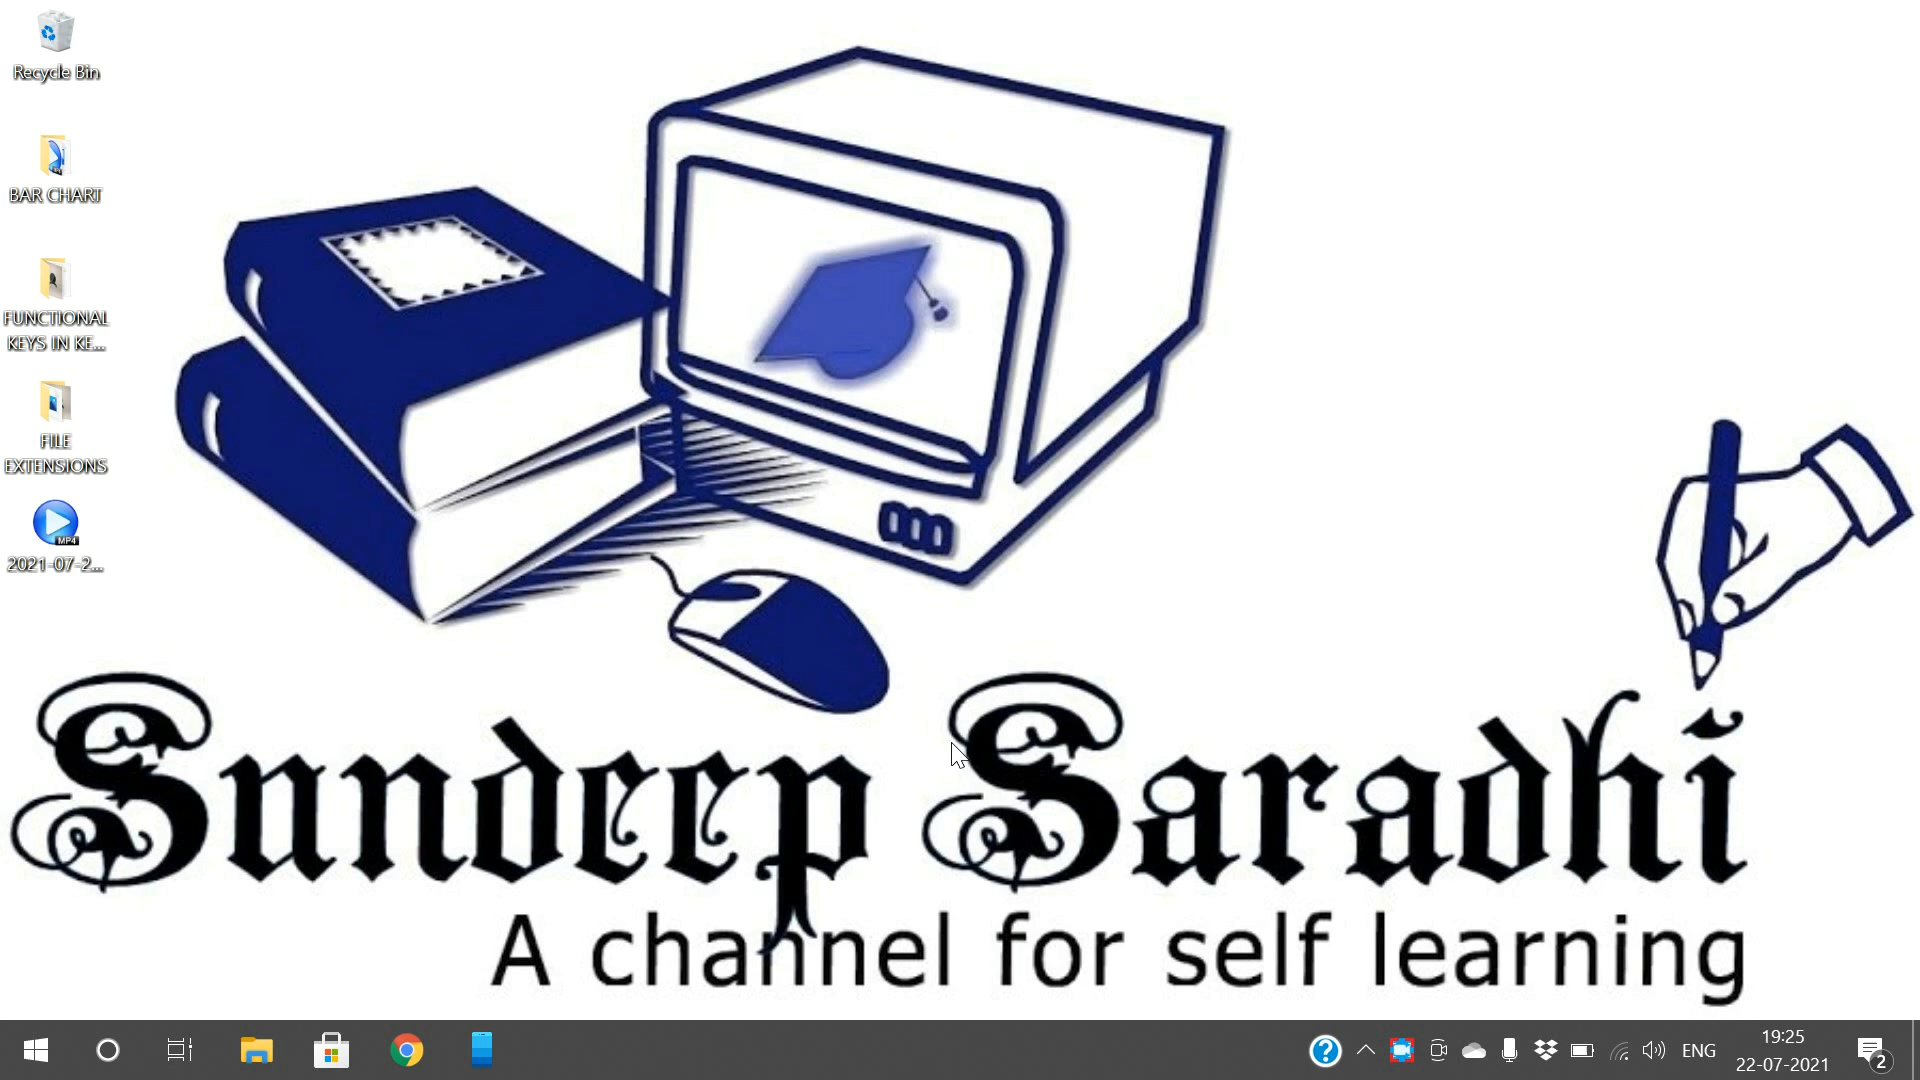 Recycle Bin
BAR CHART
FUNCTIONAL
KEYS IN KE...
FILE
EXTENSIONS
MP4
2021-07-2...
Sundeep Saradhi
A channel for self learning
?
ENG
19:25
22-07-2021
2